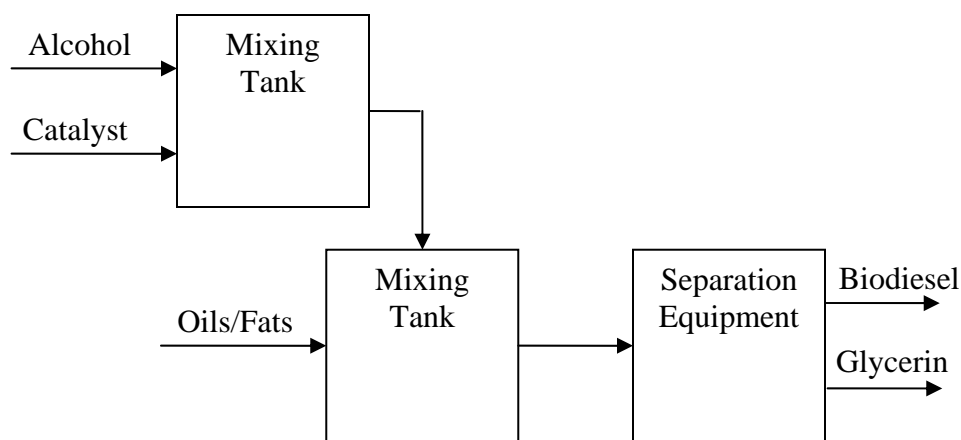 Alcohol
Mixing
Tank
Catalyst
Mixing
Tank
Oils/Fats
Separation
Equipment
Biodiesel
Glycerin